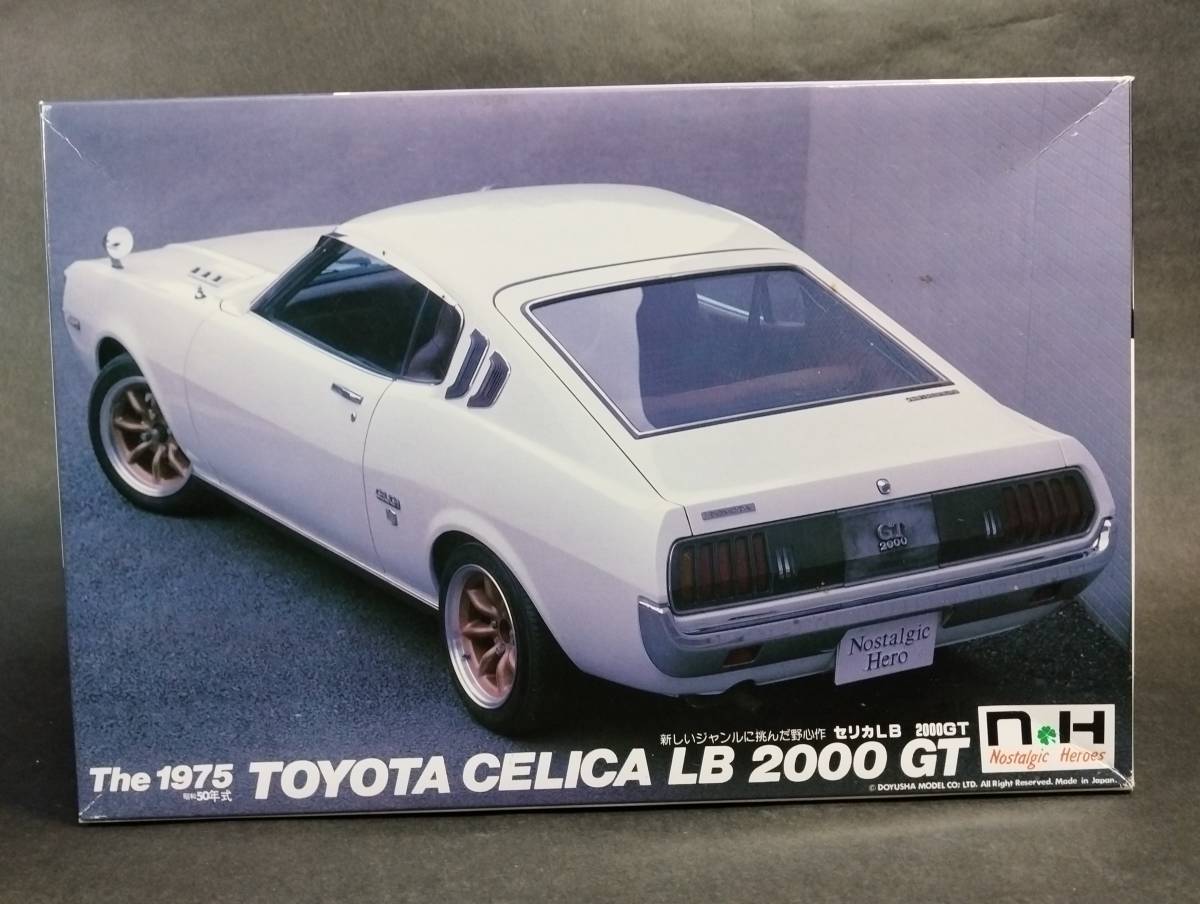 TOYOTA
GT
2000
Nostalgic
Hero
新しいジャンルに挑んだ野心作 セリカLB 2000GT
The 1975 TOYOTA CELICA LB 2000 GT
昭和50年式
n H
Nostalgic Heroes
© DOYUSHA MODEL CO; LTD. All Right Reserved. Made in Japan.